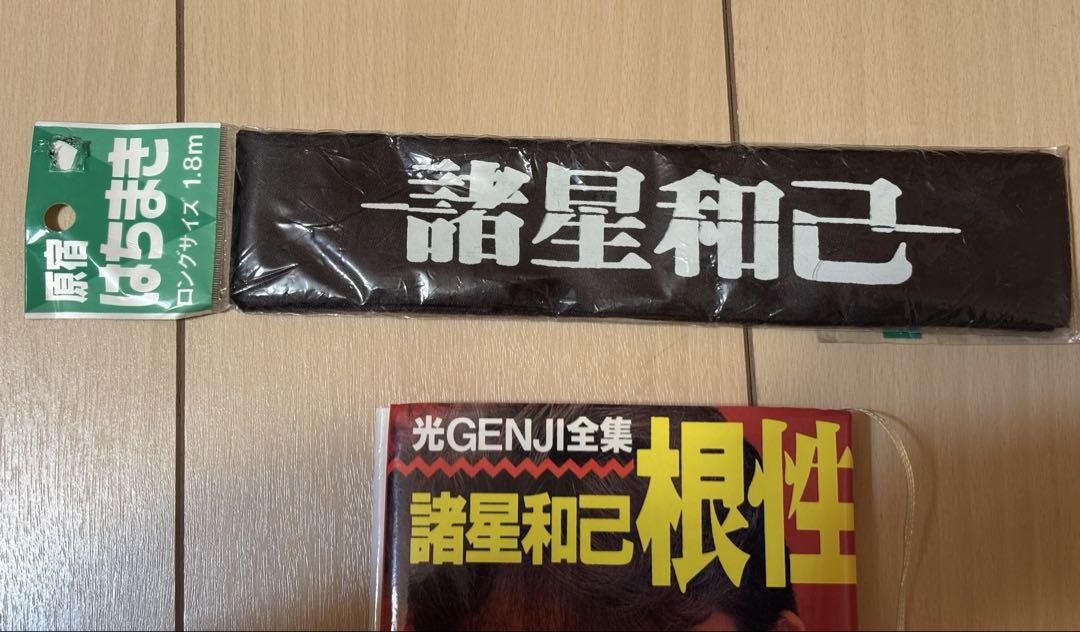 原宿
はちまき
ロングサイズ 1.8m
諸星和己
光GENJI全集
諸星和己
根性